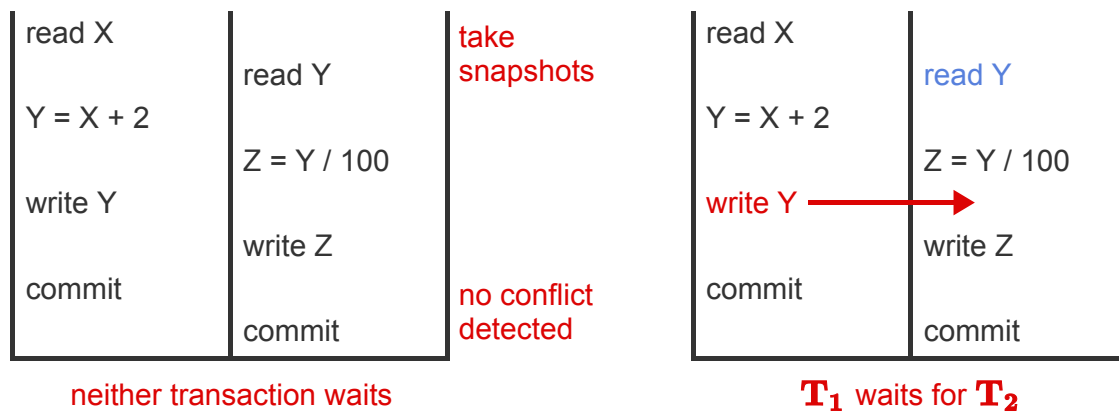 read X
read Y
Y = X + 2
Z = Y / 100
write Y
write Z
commit
commit
take
snapshots
no conflict
detected
neither transaction waits
read X
read Y
Y = X + 2
Z = Y / 100
write Y
write Z
commit
commit
T1 waits for T2